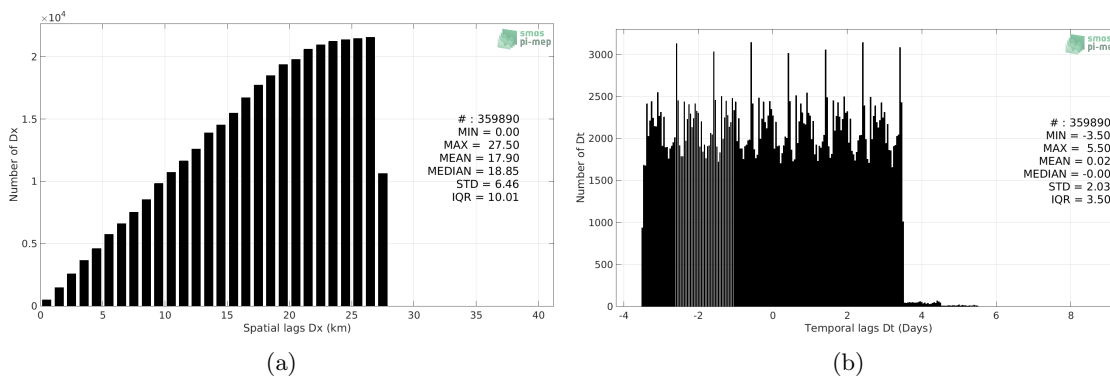 ×10⁴
smos
pi-mep
2
1.5
1
0.5
0
Number of Dx
# : 359890
MIN = 0.00
MAX = 27.50
MEAN = 17.90
MEDIAN = 18.85
STD = 6.46
IQR = 10.01
0 5 10 15 20 25 30 35 40
Spatial lags Dx (km)
(a)
smos
pi-me
3000
2500
2000
1500
1000
500
0
Number of Dt
# : 359890
MIN = -3.50
MAX = 5.50
MEAN = 0.02
MEDIAN = -0.00
STD = 2.03
IQR = 3.50
-4 -2 0 2 4 6 8
Temporal lags Dt (Days)
(b)